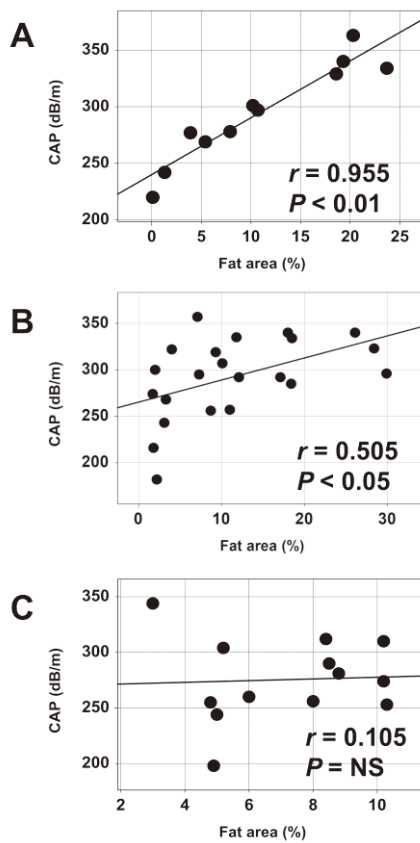 A
CAP (dB/m)
350
300
250
200
r = 0.955
P < 0.01
0 5 10 15 20 25
Fat area (%)
B
CAP (dB/m)
350
300
250
200
r = 0.505
P < 0.05
0 10 20 30
Fat area (%)
C
CAP (dB/m)
350
300
250
200
r = 0.105
P = NS
2 4 6 8 10
Fat area (%)